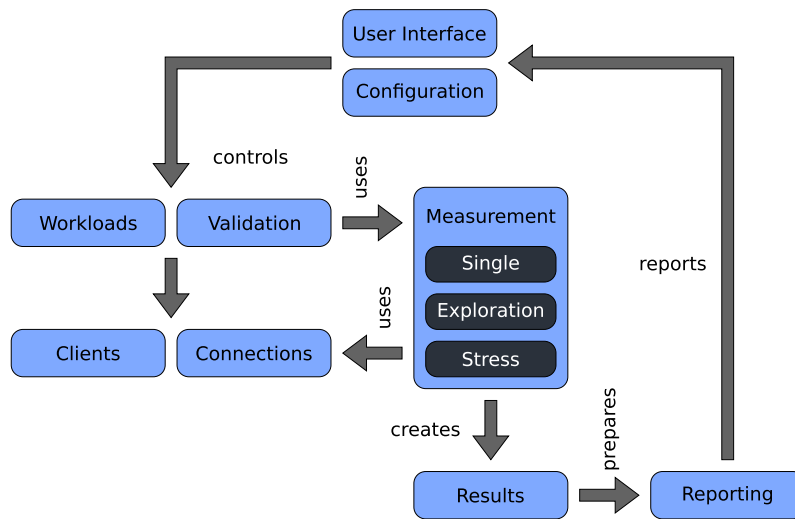 User Interface
Configuration
controls
uses
Workloads
Validation
Measurement
Single
Exploration
Stress
reports
uses
Clients
Connections
creates
prepares
Results
Reporting